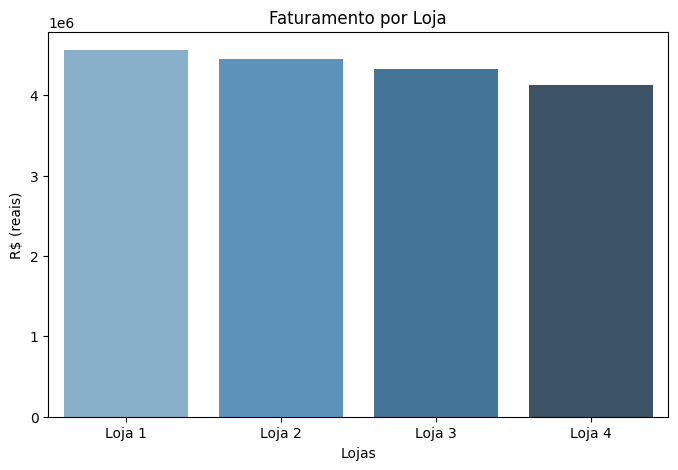 Faturamento por Loja
1e6
4
3
2
1
0
R$ (reais)
Loja 1 Loja 2 Loja 3 Loja 4
Lojas